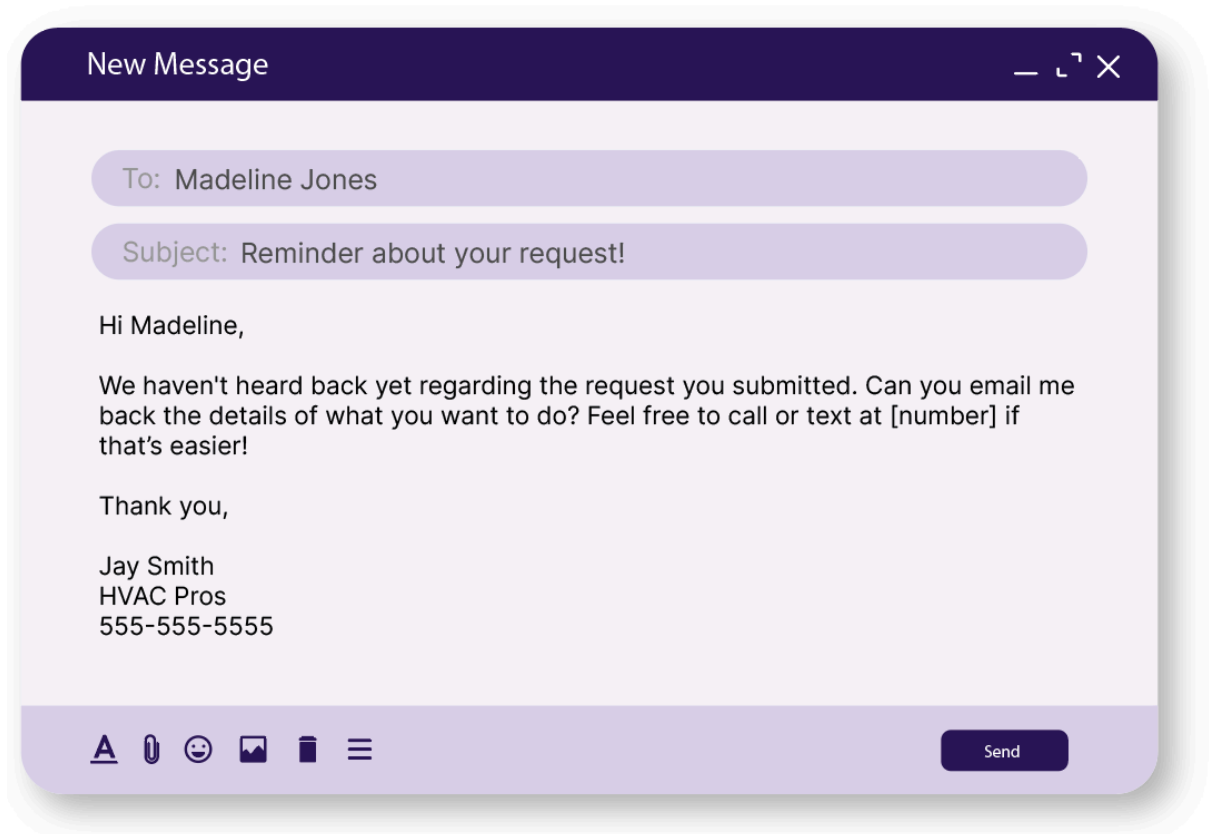 New Message
To: Madeline Jones
Subject: Reminder about your request!
Hi Madeline,
We haven't heard back yet regarding the request you submitted. Can you email me
back the details of what you want to do? Feel free to call or text at [number] if
that’s easier!
Thank you,
Jay Smith
HVAC Pros
555-555-5555
A
Send